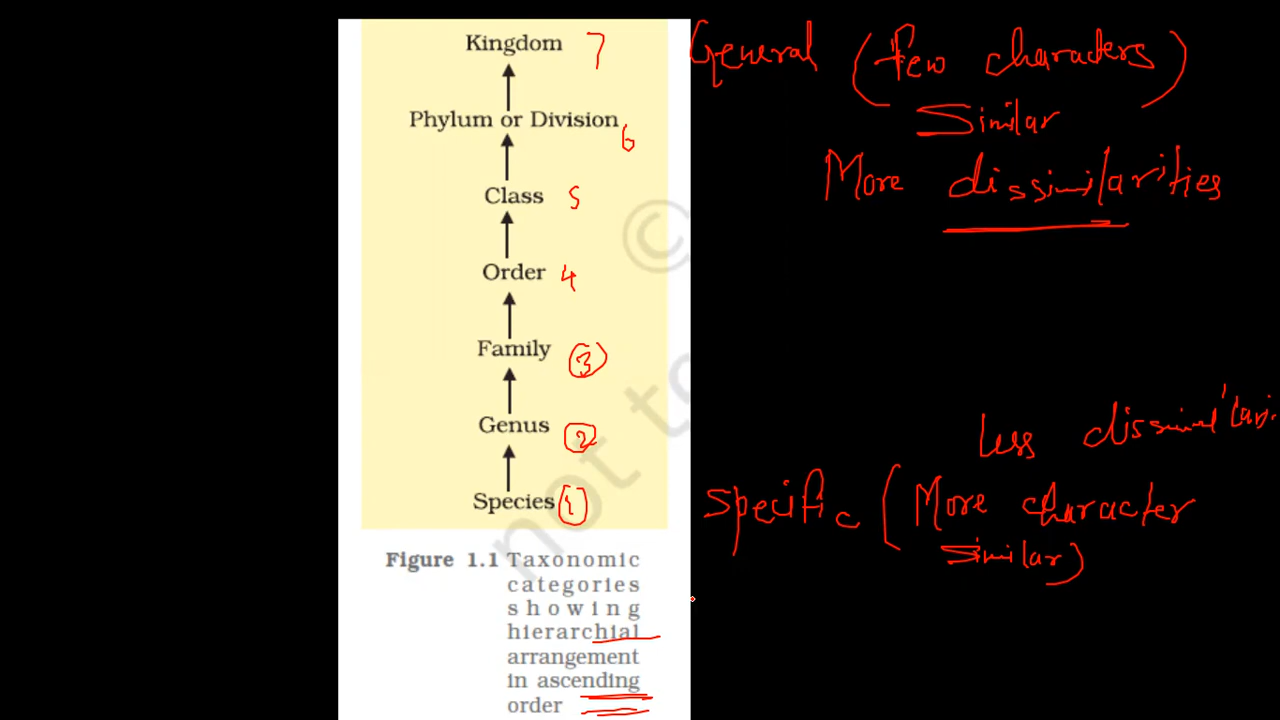 Kingdom 7
General (Few characters
Similar
Phylum or Division 6
More dissimilarities
Class 5
©
Order 4
Family 3
Genus 2
Less
Species 1
Specific (More character
Similar)
not to
Figure 1.1 Taxonomic
categories
showing
hierarchial
arrangement
in ascending
order